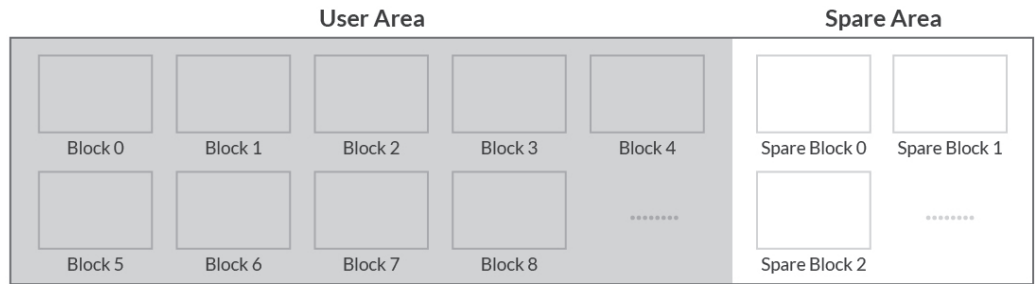 User Area
Spare Area
Block 0
Block 1
Block 2
Block 3
Block 4
Spare Block 0
Spare Block 1
Block 5
Block 6
Block 7
Block 8
Spare Block 2